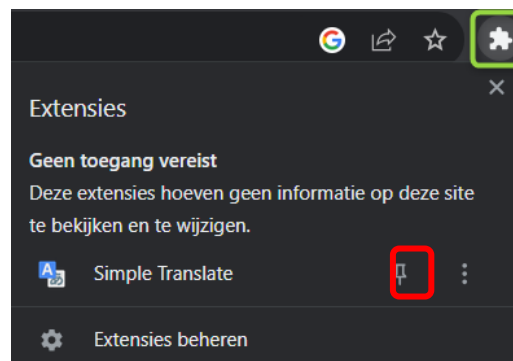 Extensies
Geen toegang vereist
Deze extensies hoeven geen informatie op deze site
te bekijken en te wijzigen.
Simple Translate
Extensies beheren